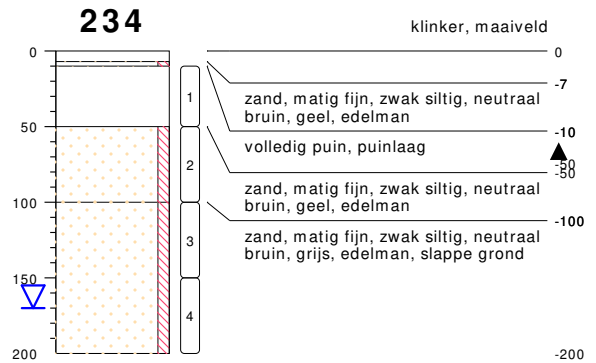 234
klinker, maaiveld
0
0
-7
zand, matig fijn, zwak siltig, neutraal
bruin, geel, edelman
1
-10
50
volledig puin, puinlaag
-50
-50
2
zand, matig fijn, zwak siltig, neutraal
bruin, geel, edelman
100
-100
3
zand, matig fijn, zwak siltig, neutraal
bruin, grijs, edelman, slappe grond
150
4
200
-200